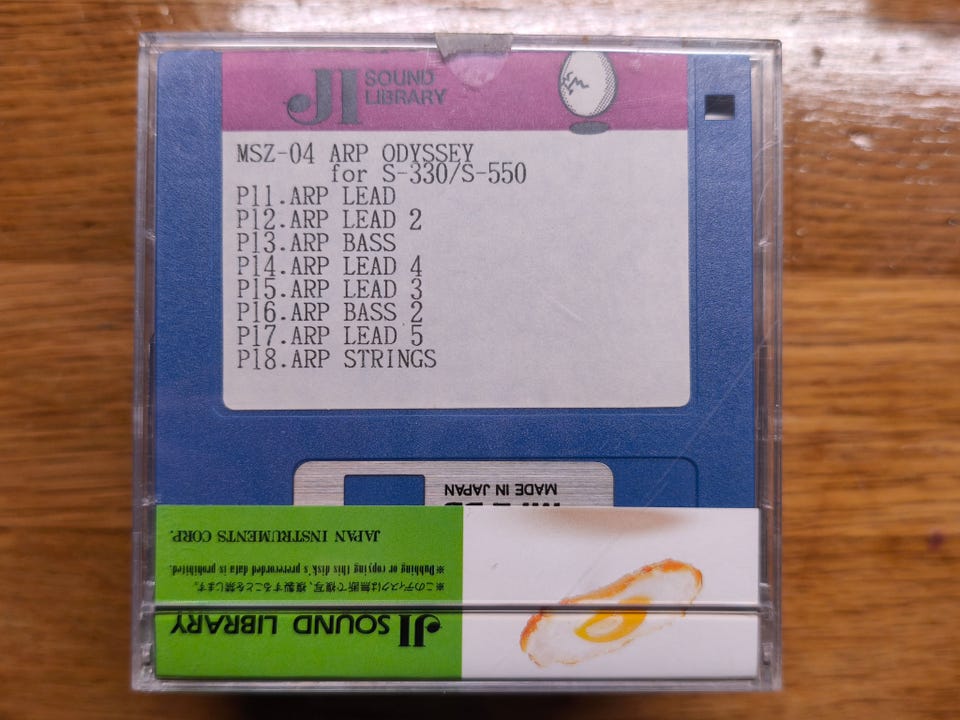 JI SOUND
LIBRARY
MSZ-04 ARP ODYSSEY
for S-330/S-550
P11.ARP LEAD
P12.ARP LEAD 2
P13.ARP BASS
P14.ARP LEAD 4
P15.ARP LEAD 3
P16.ARP BASS 2
P17.ARP LEAD 5
P18.ARP STRINGS
MADE IN JAPAN
JI SOUND LIBRARY
※このディスクは無断で複写、複製することを禁じます。
※Dubbing or copying this disk's prerecorded data is prohibited.
JAPAN INSTRUMENTS CORP.